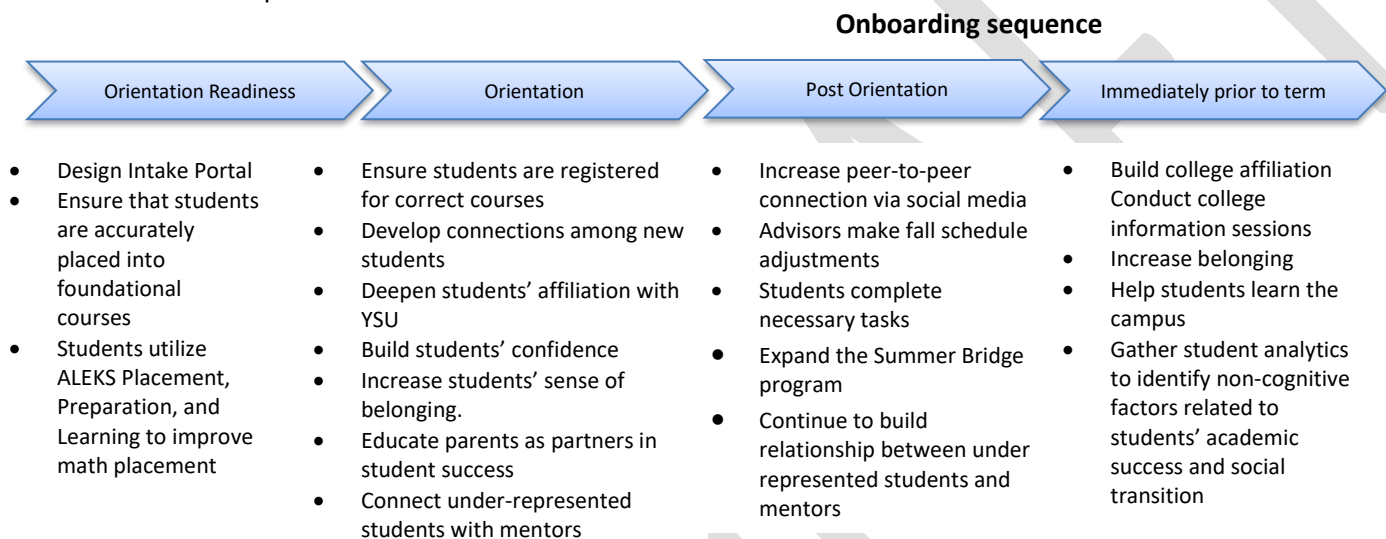 Onboarding sequence
Orientation Readiness
Orientation
Post Orientation
Immediately prior to term
• Design Intake Portal
• Ensure that students
are accurately
placed into
foundational
courses
• Students utilize
ALEKS Placement,
Preparation, and
Learning to improve
math placement
• Ensure students are registered
for correct courses
• Develop connections among new
students
• Deepen students’ affiliation with
YSU
• Build students’ confidence
• Increase students’ sense of
belonging.
• Educate parents as partners in
student success
• Connect under-represented
students with mentors
• Increase peer-to-peer
connection via social media
• Advisors make fall schedule
adjustments
• Students complete
necessary tasks
• Expand the Summer Bridge
program
• Continue to build
relationship between under
represented students and
mentors
• Build college affiliation
Conduct college
information sessions
• Increase belonging
• Help students learn the
campus
• Gather student analytics
to identify non-cognitive
factors related to
students’ academic
success and social
transition